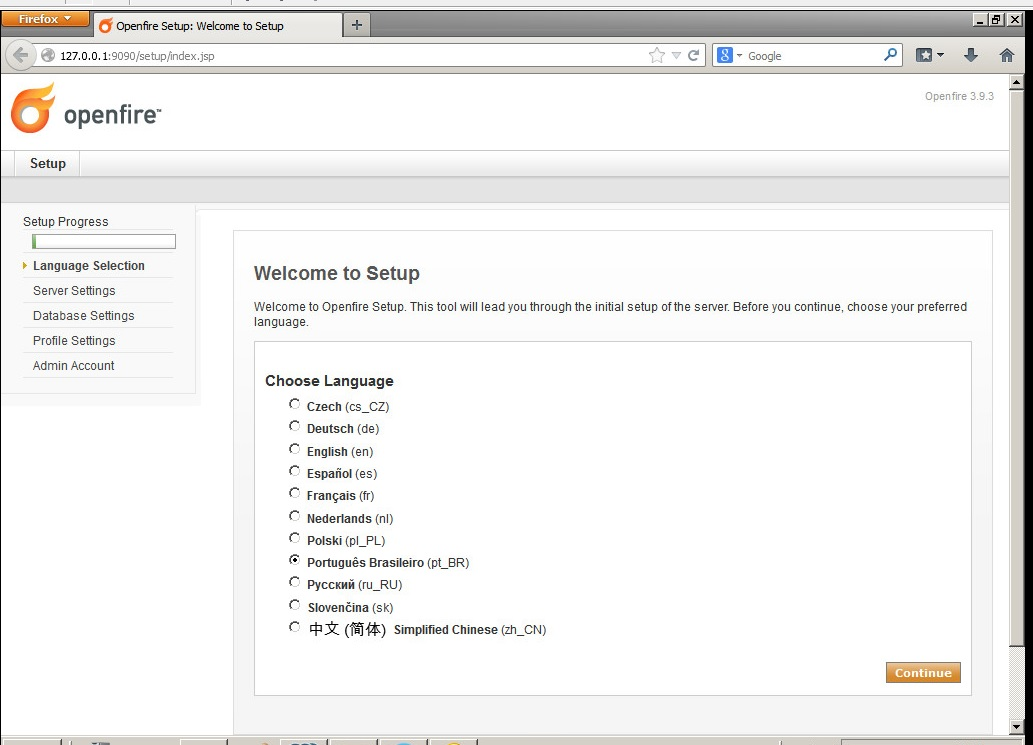 Firefox
Openfire Setup: Welcome to Setup
127.0.0.1:9090/setup/index.jsp
Google
openfire™
Openfire 3.9.3
Setup
Setup Progress
Language Selection
Server Settings
Database Settings
Profile Settings
Admin Account
Welcome to Setup
Welcome to Openfire Setup. This tool will lead you through the initial setup of the server. Before you continue, choose your preferred
language.
Choose Language
Czech (cs_CZ)
Deutsch (de)
English (en)
Español (es)
Français (fr)
Nederlands (nl)
Polski (pl_PL)
Português Brasileiro (pt_BR)
Русский (ru_RU)
Slovenčina (sk)
中文 (简体) Simplified Chinese (zh_CN)
Continue